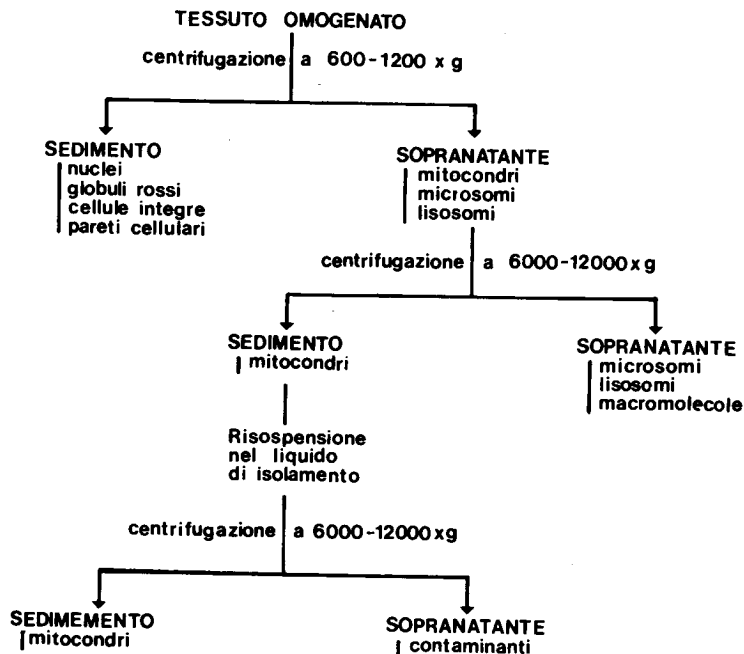 TESSUTO OMOGENATO
centrifugazione a 600-1200 x g
SEDIMENTO
nuclei
globuli rossi
cellule integre
pareti cellulari
SOPRANATANTE
mitocondri
microsomi
lisosomi
centrifugazione a 6000-12000 x g
SEDIMENTO
mitocondri
SOPRANATANTE
microsomi
lisosomi
macromolecole
Risospensione
nel liquido
di isolamento
centrifugazione a 6000-12000 xg
SEDIMEMENTO
mitocondri
SOPRANATANTE
contaminanti